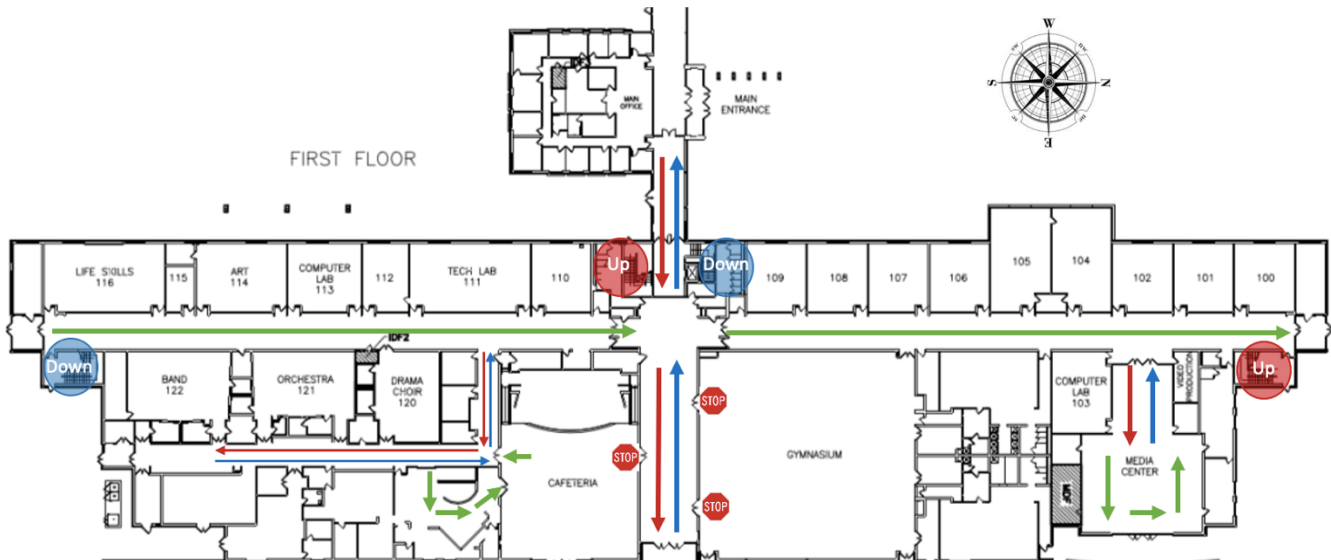 W
S
N
E
MAIN
OFFICE
MAIN
ENTRANCE
FIRST FLOOR
Up
Down
LIFE SKILLS
116
115
ART
114
COMPUTER
LAB
113
112
TECH LAB
111
110
109
108
107
106
105
104
102
101
100
IDF2
Down
BAND
122
ORCHESTRA
121
DRAMA
CHOIR
120
COMPUTER
LAB
103
VIDEO
PRODUCTION
Up
STOP
STOP
STOP
GYMNASIUM
CAFETERIA
MEDIA
CENTER